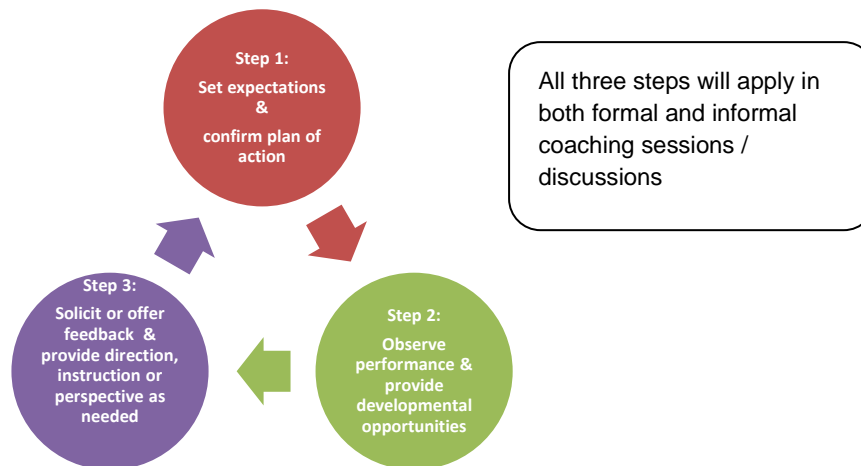 Step 1:
Set expectations
&
confirm plan of
action
All three steps will apply in
both formal and informal
coaching sessions /
discussions
Step 2:
Observe
performance &
provide
developmental
opportunities
Step 3:
Solicit or offer
feedback &
provide direction,
instruction or
perspective as
needed